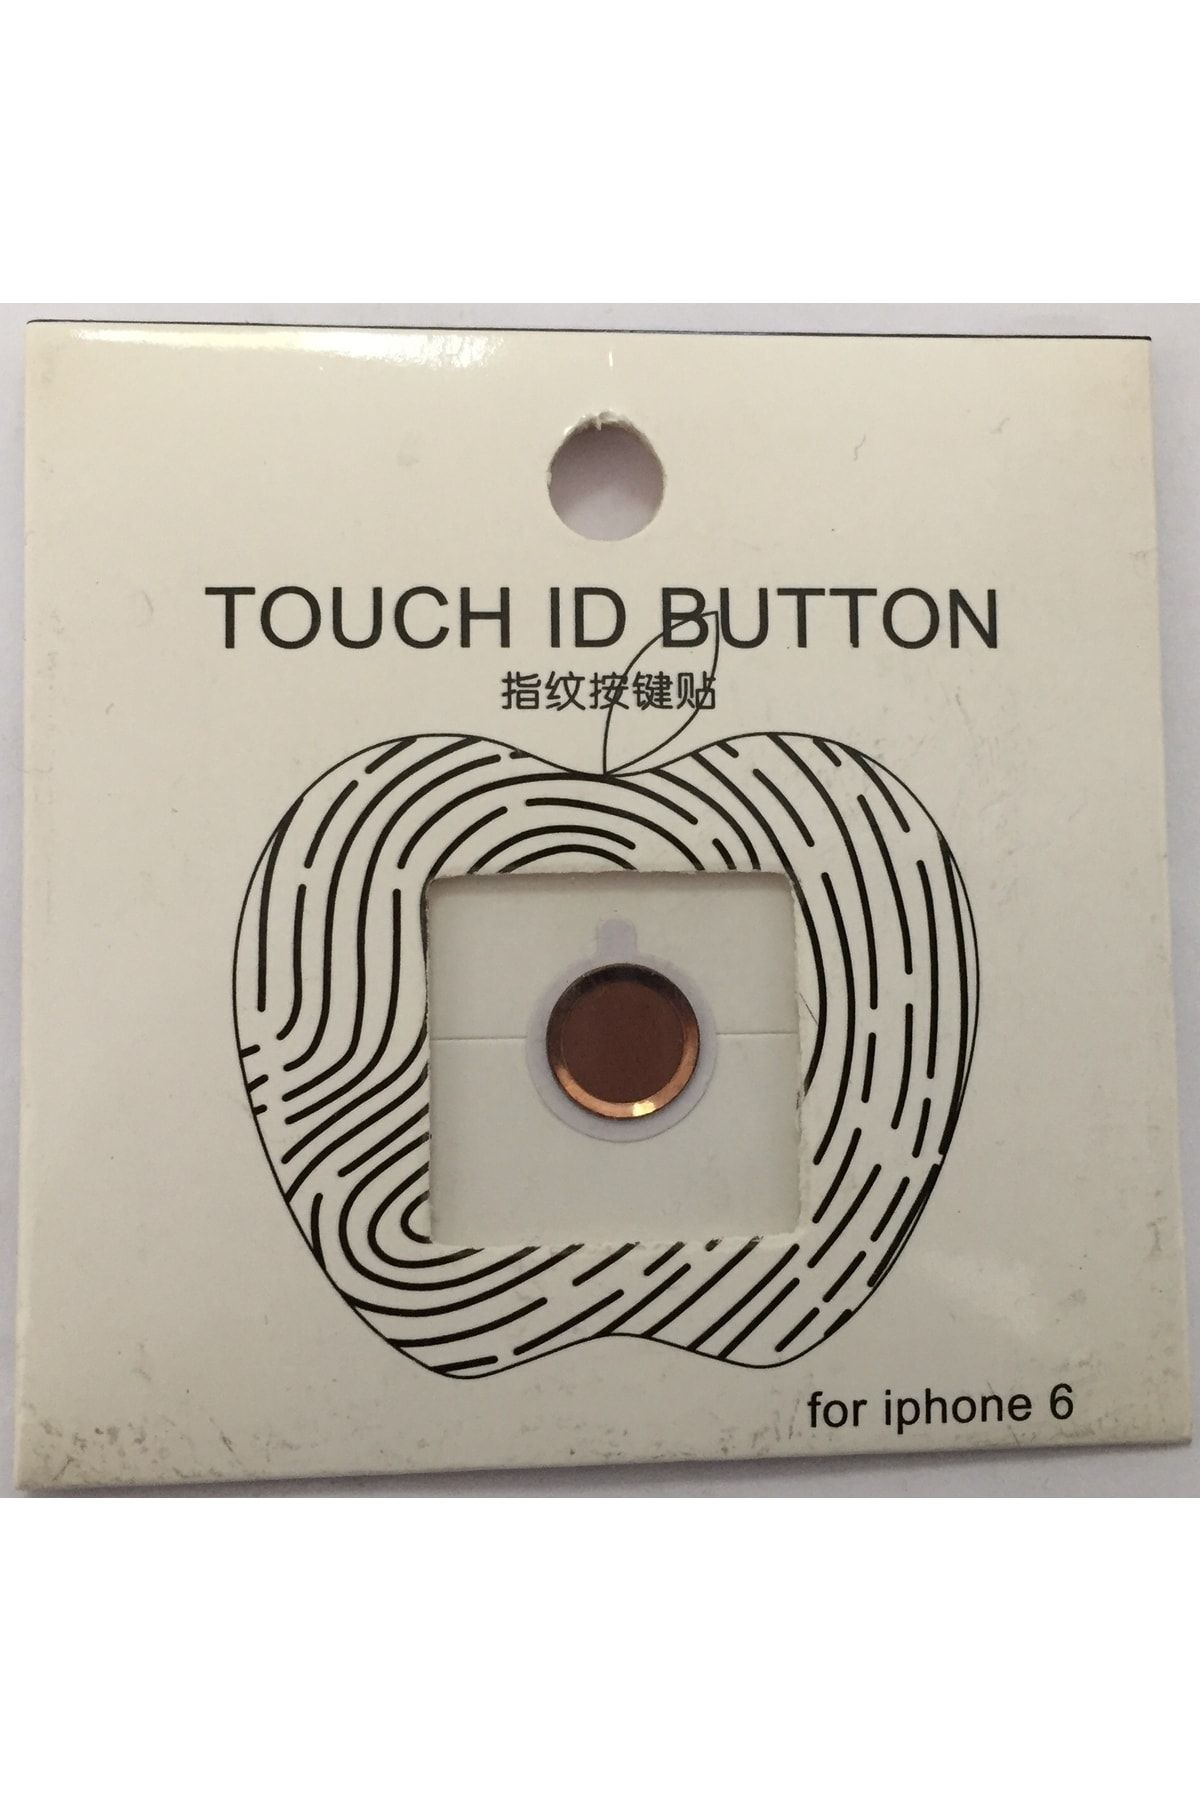 TOUCH ID BUTTON
指纹按键贴
for iphone 6